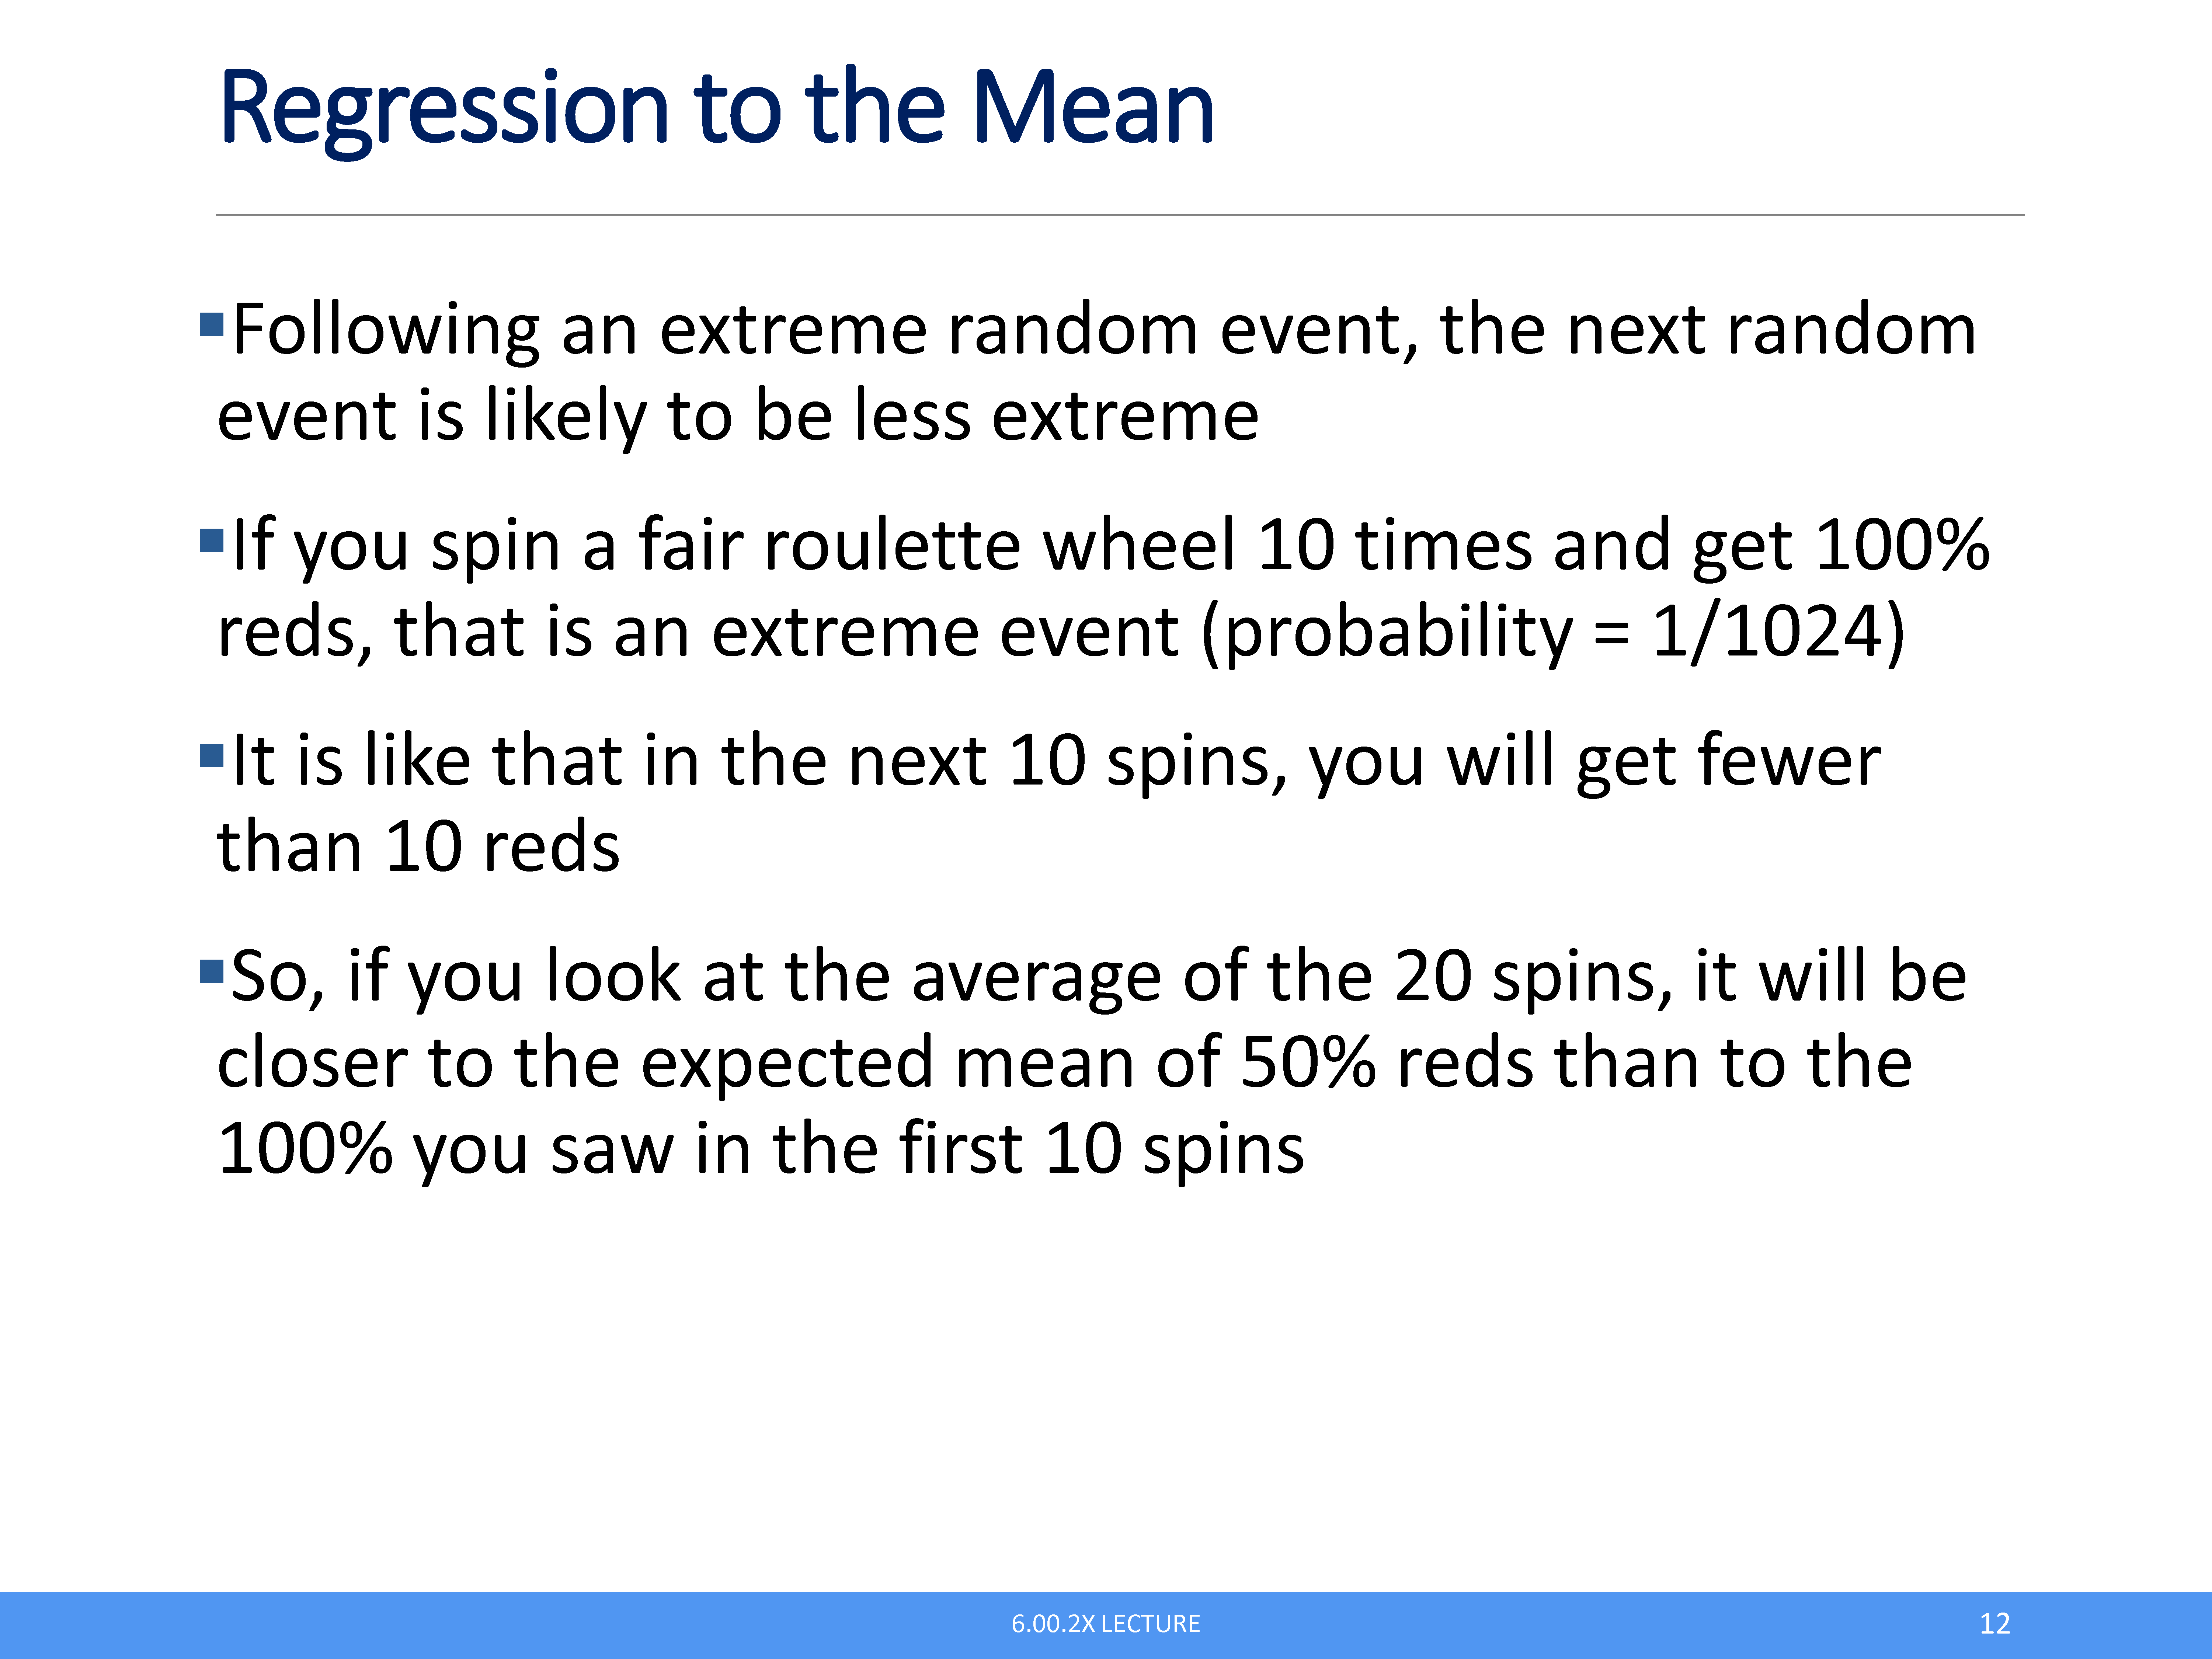 Regression to the Mean
▪Following an extreme random event, the next random
event is likely to be less extreme
▪If you spin a fair roulette wheel 10 times and get 100%
reds, that is an extreme event (probability = 1/1024)
▪It is like that in the next 10 spins, you will get fewer
than 10 reds
▪So, if you look at the average of the 20 spins, it will be
closer to the expected mean of 50% reds than to the
100% you saw in the first 10 spins
6.00.2X LECTURE
12